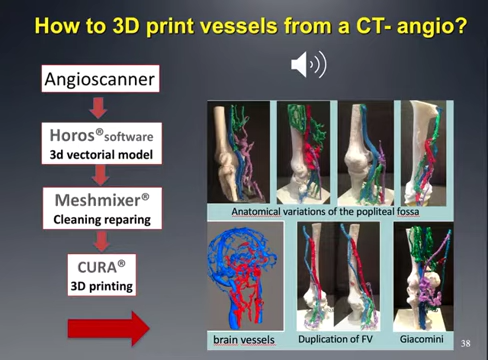 How to 3D print vessels from a CT- angio?
Angioscanner
Horos® software
3d vectorial model
Meshmixer®
Cleaning reparing
CURA®
3D printing
Anatomical variations of the popliteal fossa
brain vessels
Duplication of FV
Giacomini
38